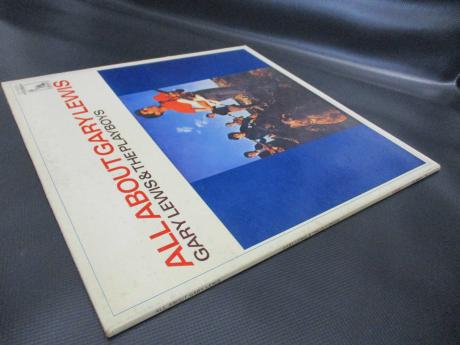 ALL ABOUT GARY LEWIS
GARY LEWIS & THE PLAYBOYS